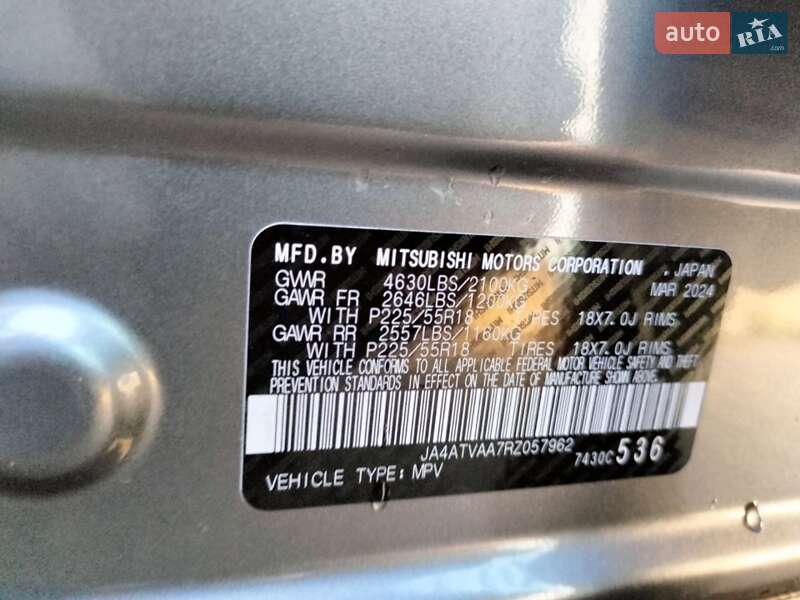 auto RIA.com
MFD.BY MITSUBISHI MOTORS CORPORATION , JAPAN
GVWR 4630LBS/2100KG MAR 2024
GAWR FR 2646LBS/1200KG
WITH P225/55R18 TIRES 18X7.0J RIMS
GAWR RR 2557LBS/1160KG
WITH P225/55R18 TIRES 18X7.0J RIMS
THIS VEHICLE CONFORMS TO ALL APPLICABLE FEDERAL MOTOR VEHICLE SAFETY AND THEFT
PREVENTION STANDARDS IN EFFECT ON THE DATE OF MANUFACTURE SHOWN ABOVE.
JA4ATVAA7RZ057962
7430C 536
VEHICLE TYPE: MPV